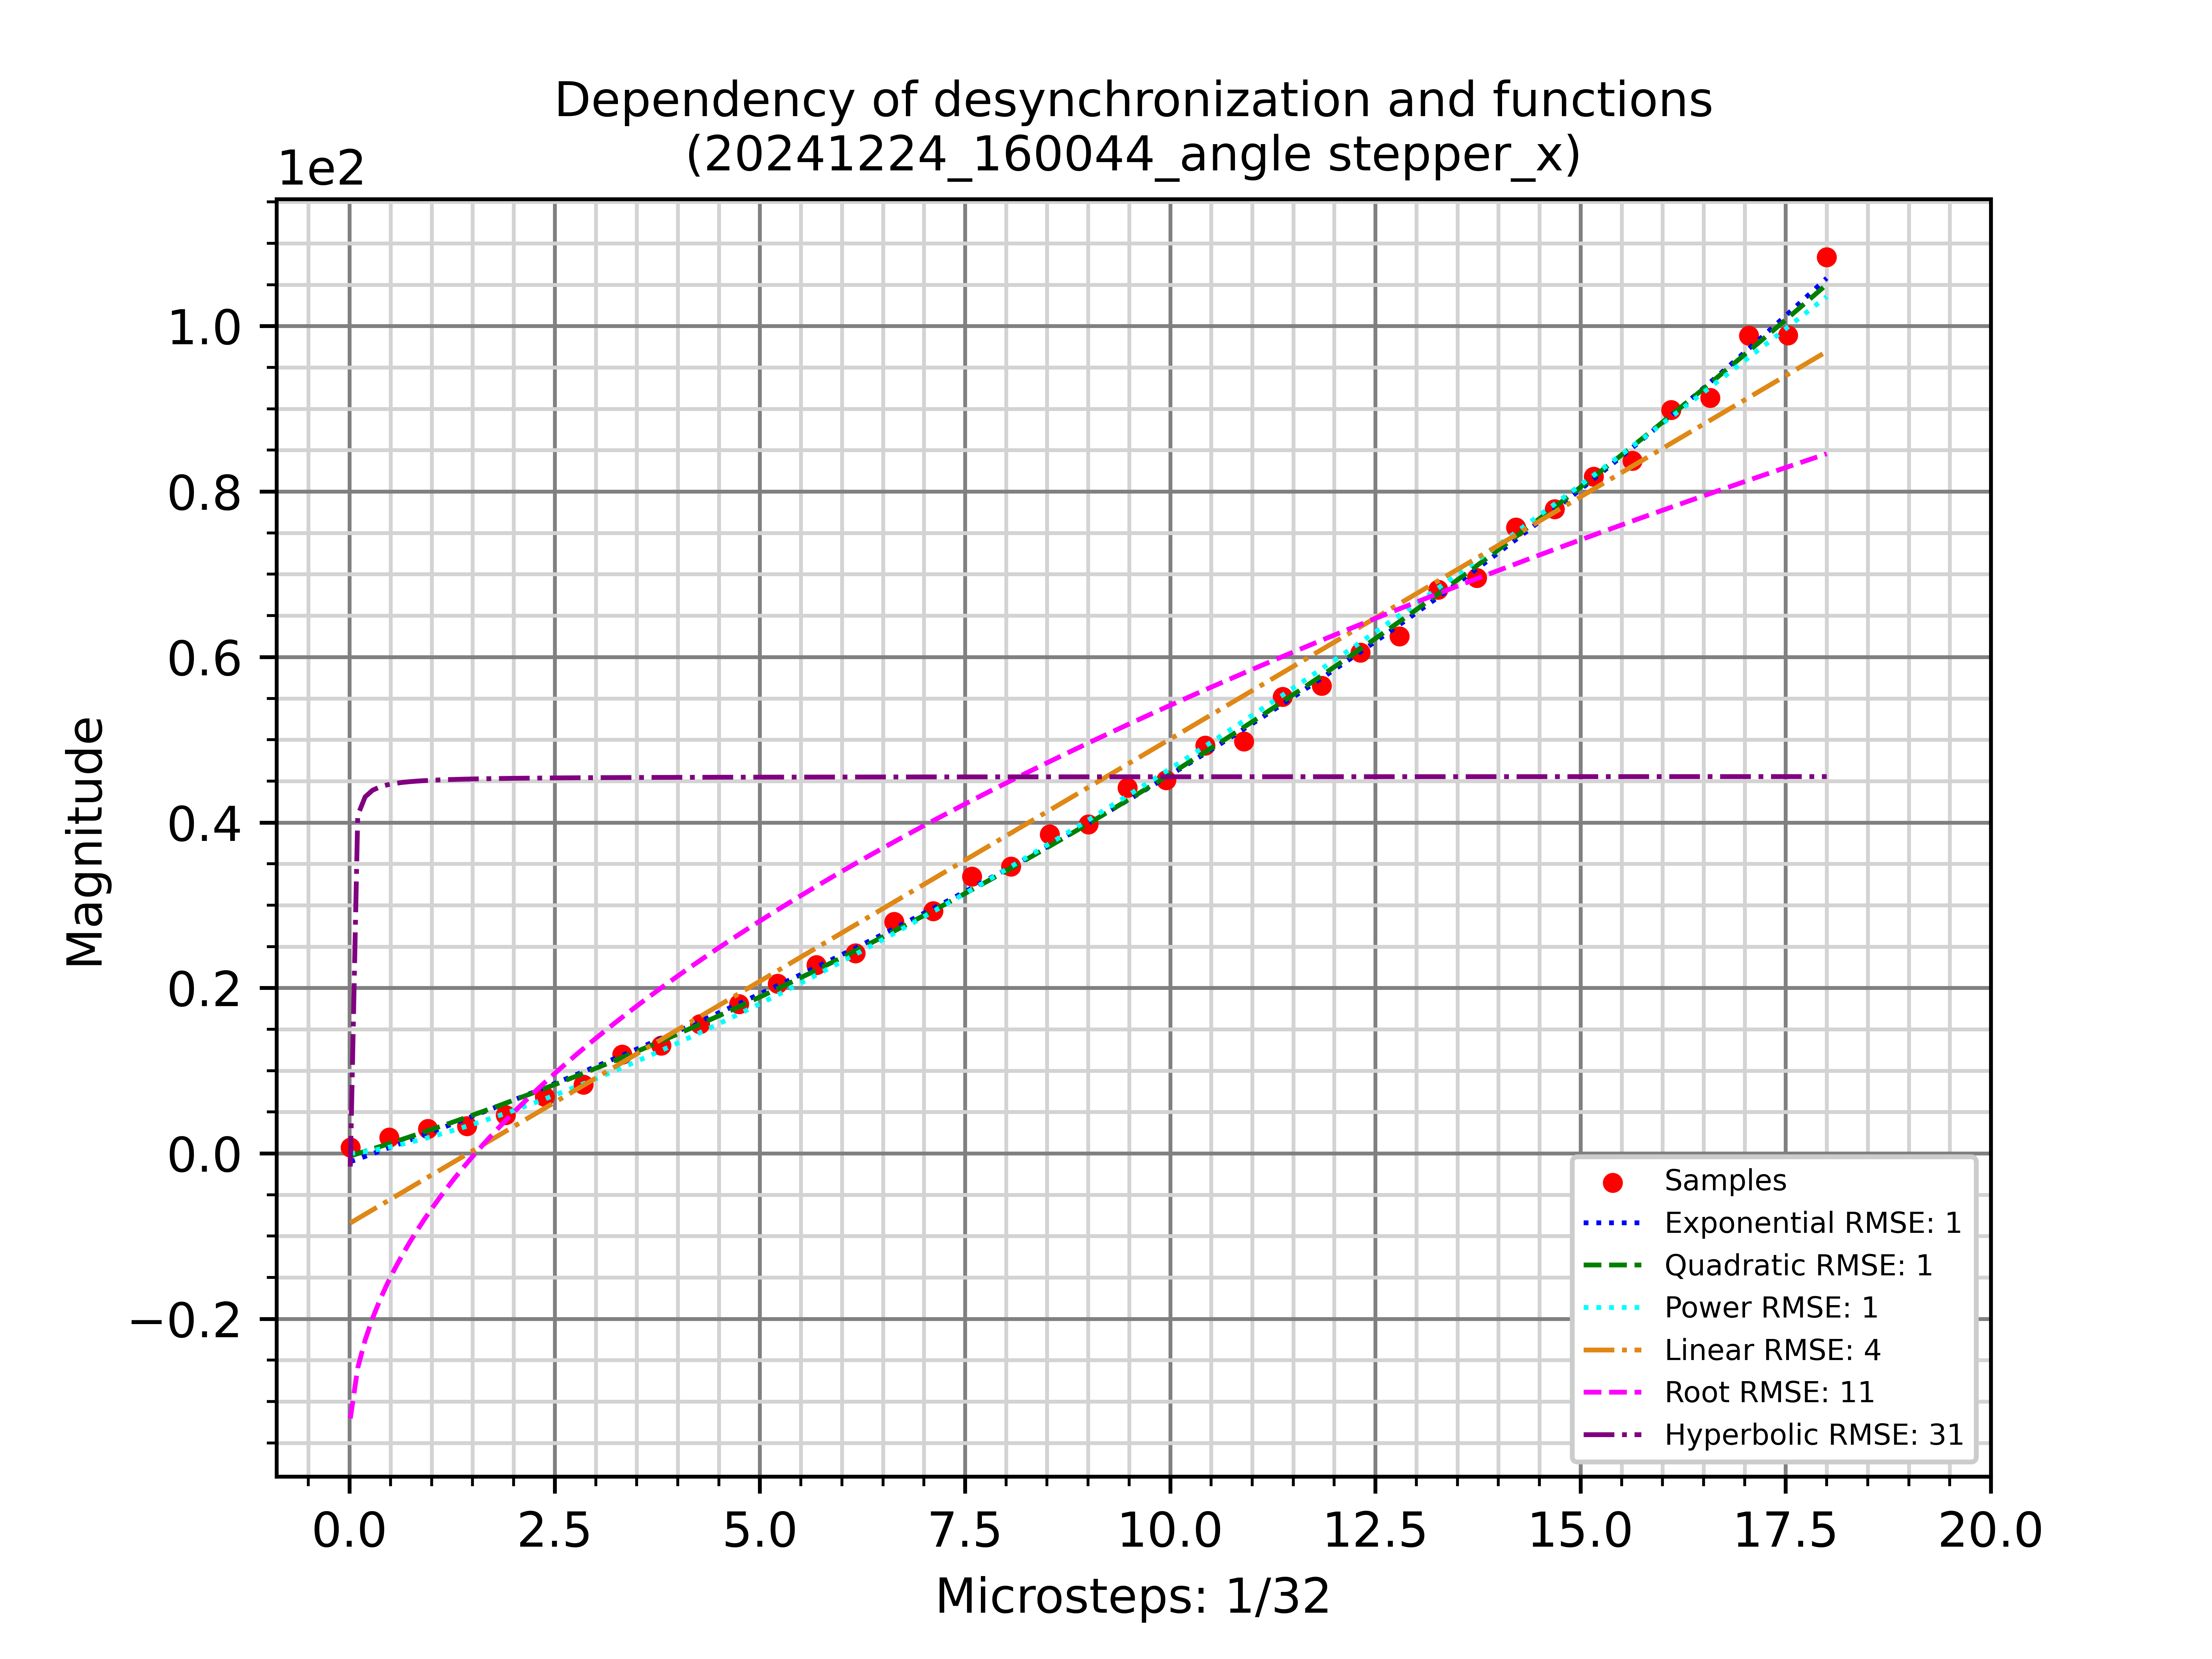 Dependency of desynchronization and functions
(20241224_160044_angle stepper_x)
1e2
1.0
0.8
0.6
0.4
0.2
0.0
−0.2
Magnitude
Samples
Exponential RMSE: 1
Quadratic RMSE: 1
Power RMSE: 1
Linear RMSE: 4
Root RMSE: 11
Hyperbolic RMSE: 31
0.0 2.5 5.0 7.5 10.0 12.5 15.0 17.5 20.0
Microsteps: 1/32